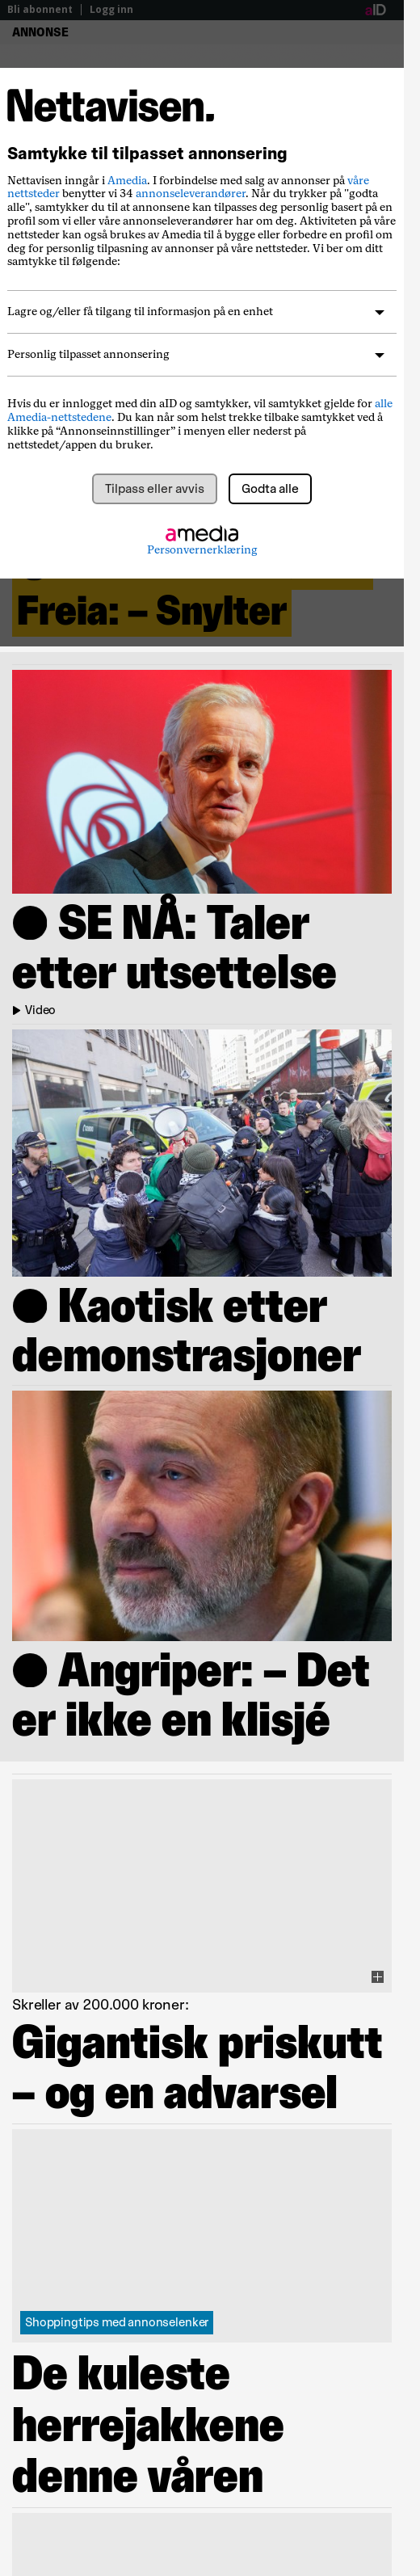 Bli abonnent | Logg inn
aID
ANNONSE
Nettavisen.
Samtykke til tilpasset annonsering
Nettavisen inngår i Amedia. I forbindelse med salg av annonser på våre
nettsteder benytter vi 34 annonseleverandører. Når du trykker på "godta
alle", samtykker du til at annonsene kan tilpasses deg personlig basert på en
profil som vi eller våre annonseleverandører har om deg. Aktiviteten på våre
nettsteder kan også brukes av Amedia til å bygge eller forbedre en profil om
deg for personlig tilpasning av annonser på våre nettsteder. Vi ber om ditt
samtykke til følgende:
Lagre og/eller få tilgang til informasjon på en enhet
Personlig tilpasset annonsering
Hvis du er innlogget med din aID og samtykker, vil samtykket gjelde for alle
Amedia-nettstedene. Du kan når som helst trekke tilbake samtykket ved å
klikke på “Annonseinnstillinger” i menyen eller nederst på
nettstedet/appen du bruker.
Tilpass eller avvis
Godta alle
amedia
Personvernerklæring
Freia: – Snylter
● SE NÅ: Taler
etter utsettelse
Video
● Kaotisk etter
demonstrasjoner
● Angriper: – Det
er ikke en klisjé
Skreller av 200.000 kroner:
Gigantisk priskutt
– og en advarsel
Shoppingtips med annonselenker
De kuleste
herrejakkene
denne våren